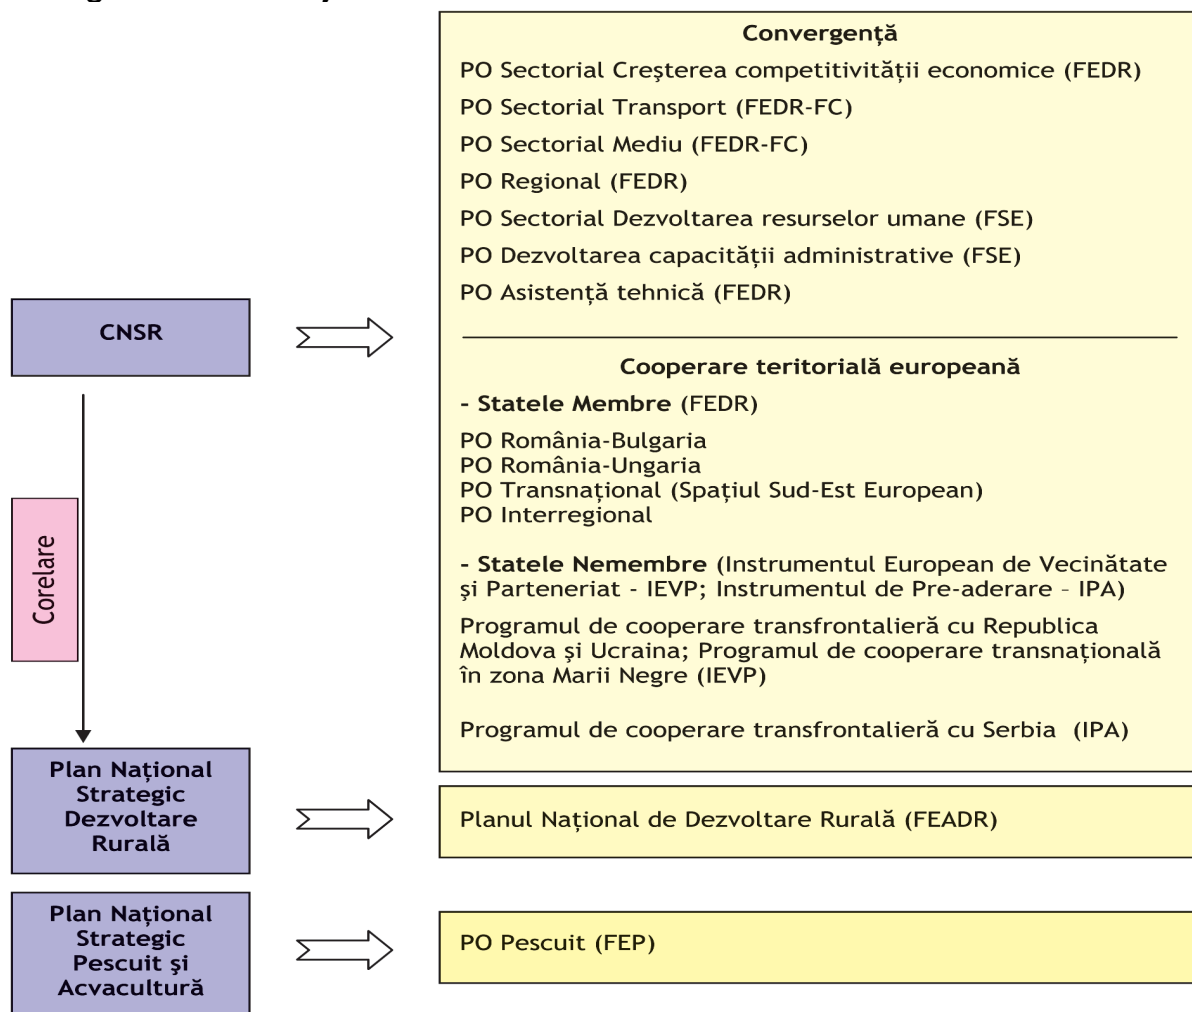 Convergență
PO Sectorial Creşterea competitivității economice (FEDR)
PO Sectorial Transport (FEDR-FC)
PO Sectorial Mediu (FEDR-FC)
PO Regional (FEDR)
PO Sectorial Dezvoltarea resurselor umane (FSE)
PO Dezvoltarea capacității administrative (FSE)
PO Asistență tehnică (FEDR)
CNSR
Cooperare teritorială europeană
- Statele Membre (FEDR)
PO România-Bulgaria
PO România-Ungaria
PO Transnațional (Spațiul Sud-Est European)
PO Interregional
- Statele Nemembre (Instrumentul European de Vecinătate
şi Parteneriat - IEVP; Instrumentul de Pre-aderare – IPA)
Programul de cooperare transfrontalieră cu Republica
Moldova şi Ucraina; Programul de cooperare transnațională
în zona Marii Negre (IEVP)
Programul de cooperare transfrontalieră cu Serbia (IPA)
Corelare
Plan Național
Strategic
Dezvoltare
Rurală
Planul Național de Dezvoltare Rurală (FEADR)
Plan Național
Strategic
Pescuit şi
Acvacultură
PO Pescuit (FEP)